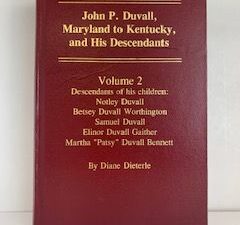 John P. Duvall,
Maryland to Kentucky,
and His Descendants
Volume 2
Descendants of his children:
Notley Duvall
Betsey Duvall Worthington
Samuel Duvall
Elinor Duvall Gaither
Martha "Patsy" Duvall Bennett
By Diane Dieterle